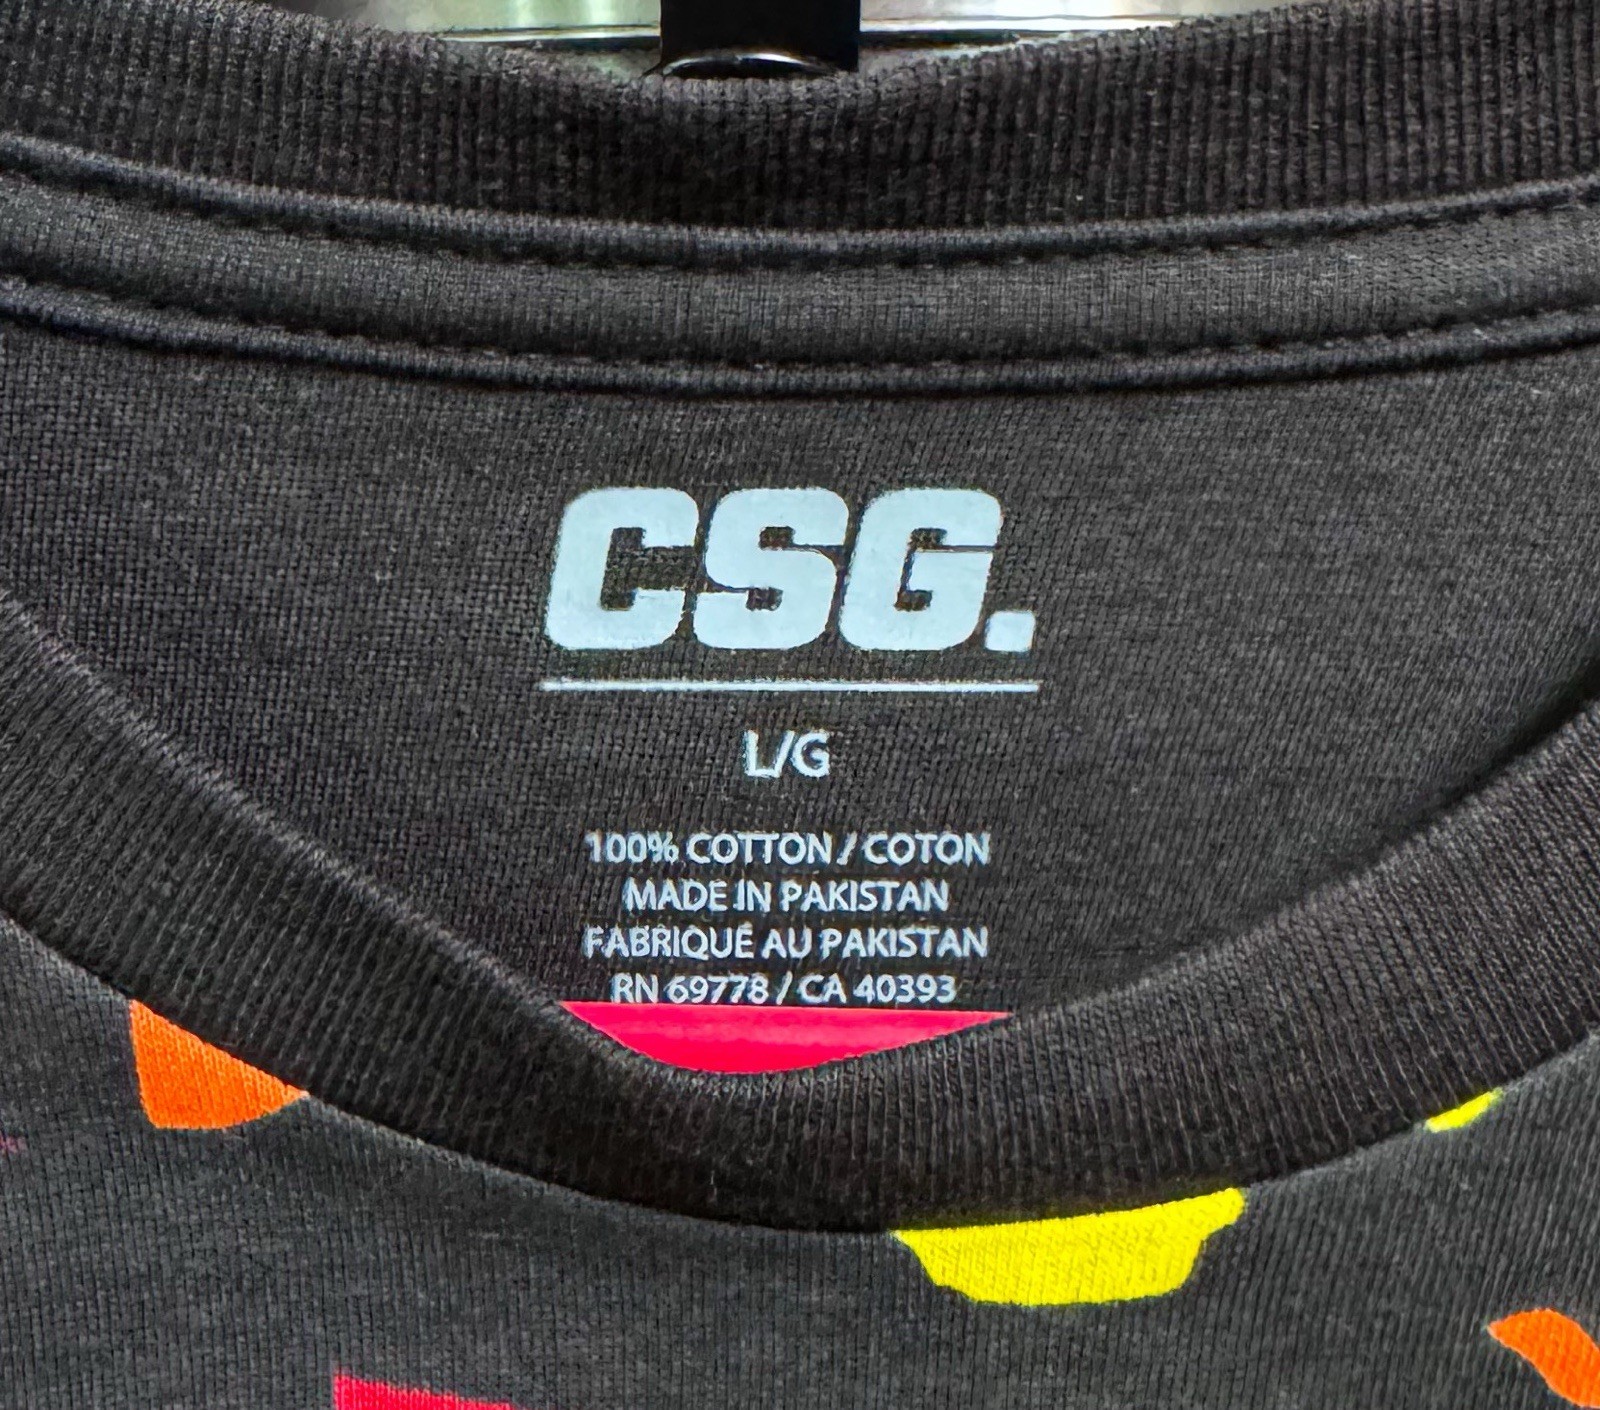 CSG.
L/G
100% COTTON / COTON
MADE IN PAKISTAN
FABRIQUÉ AU PAKISTAN
RN 69778 / CA 40393